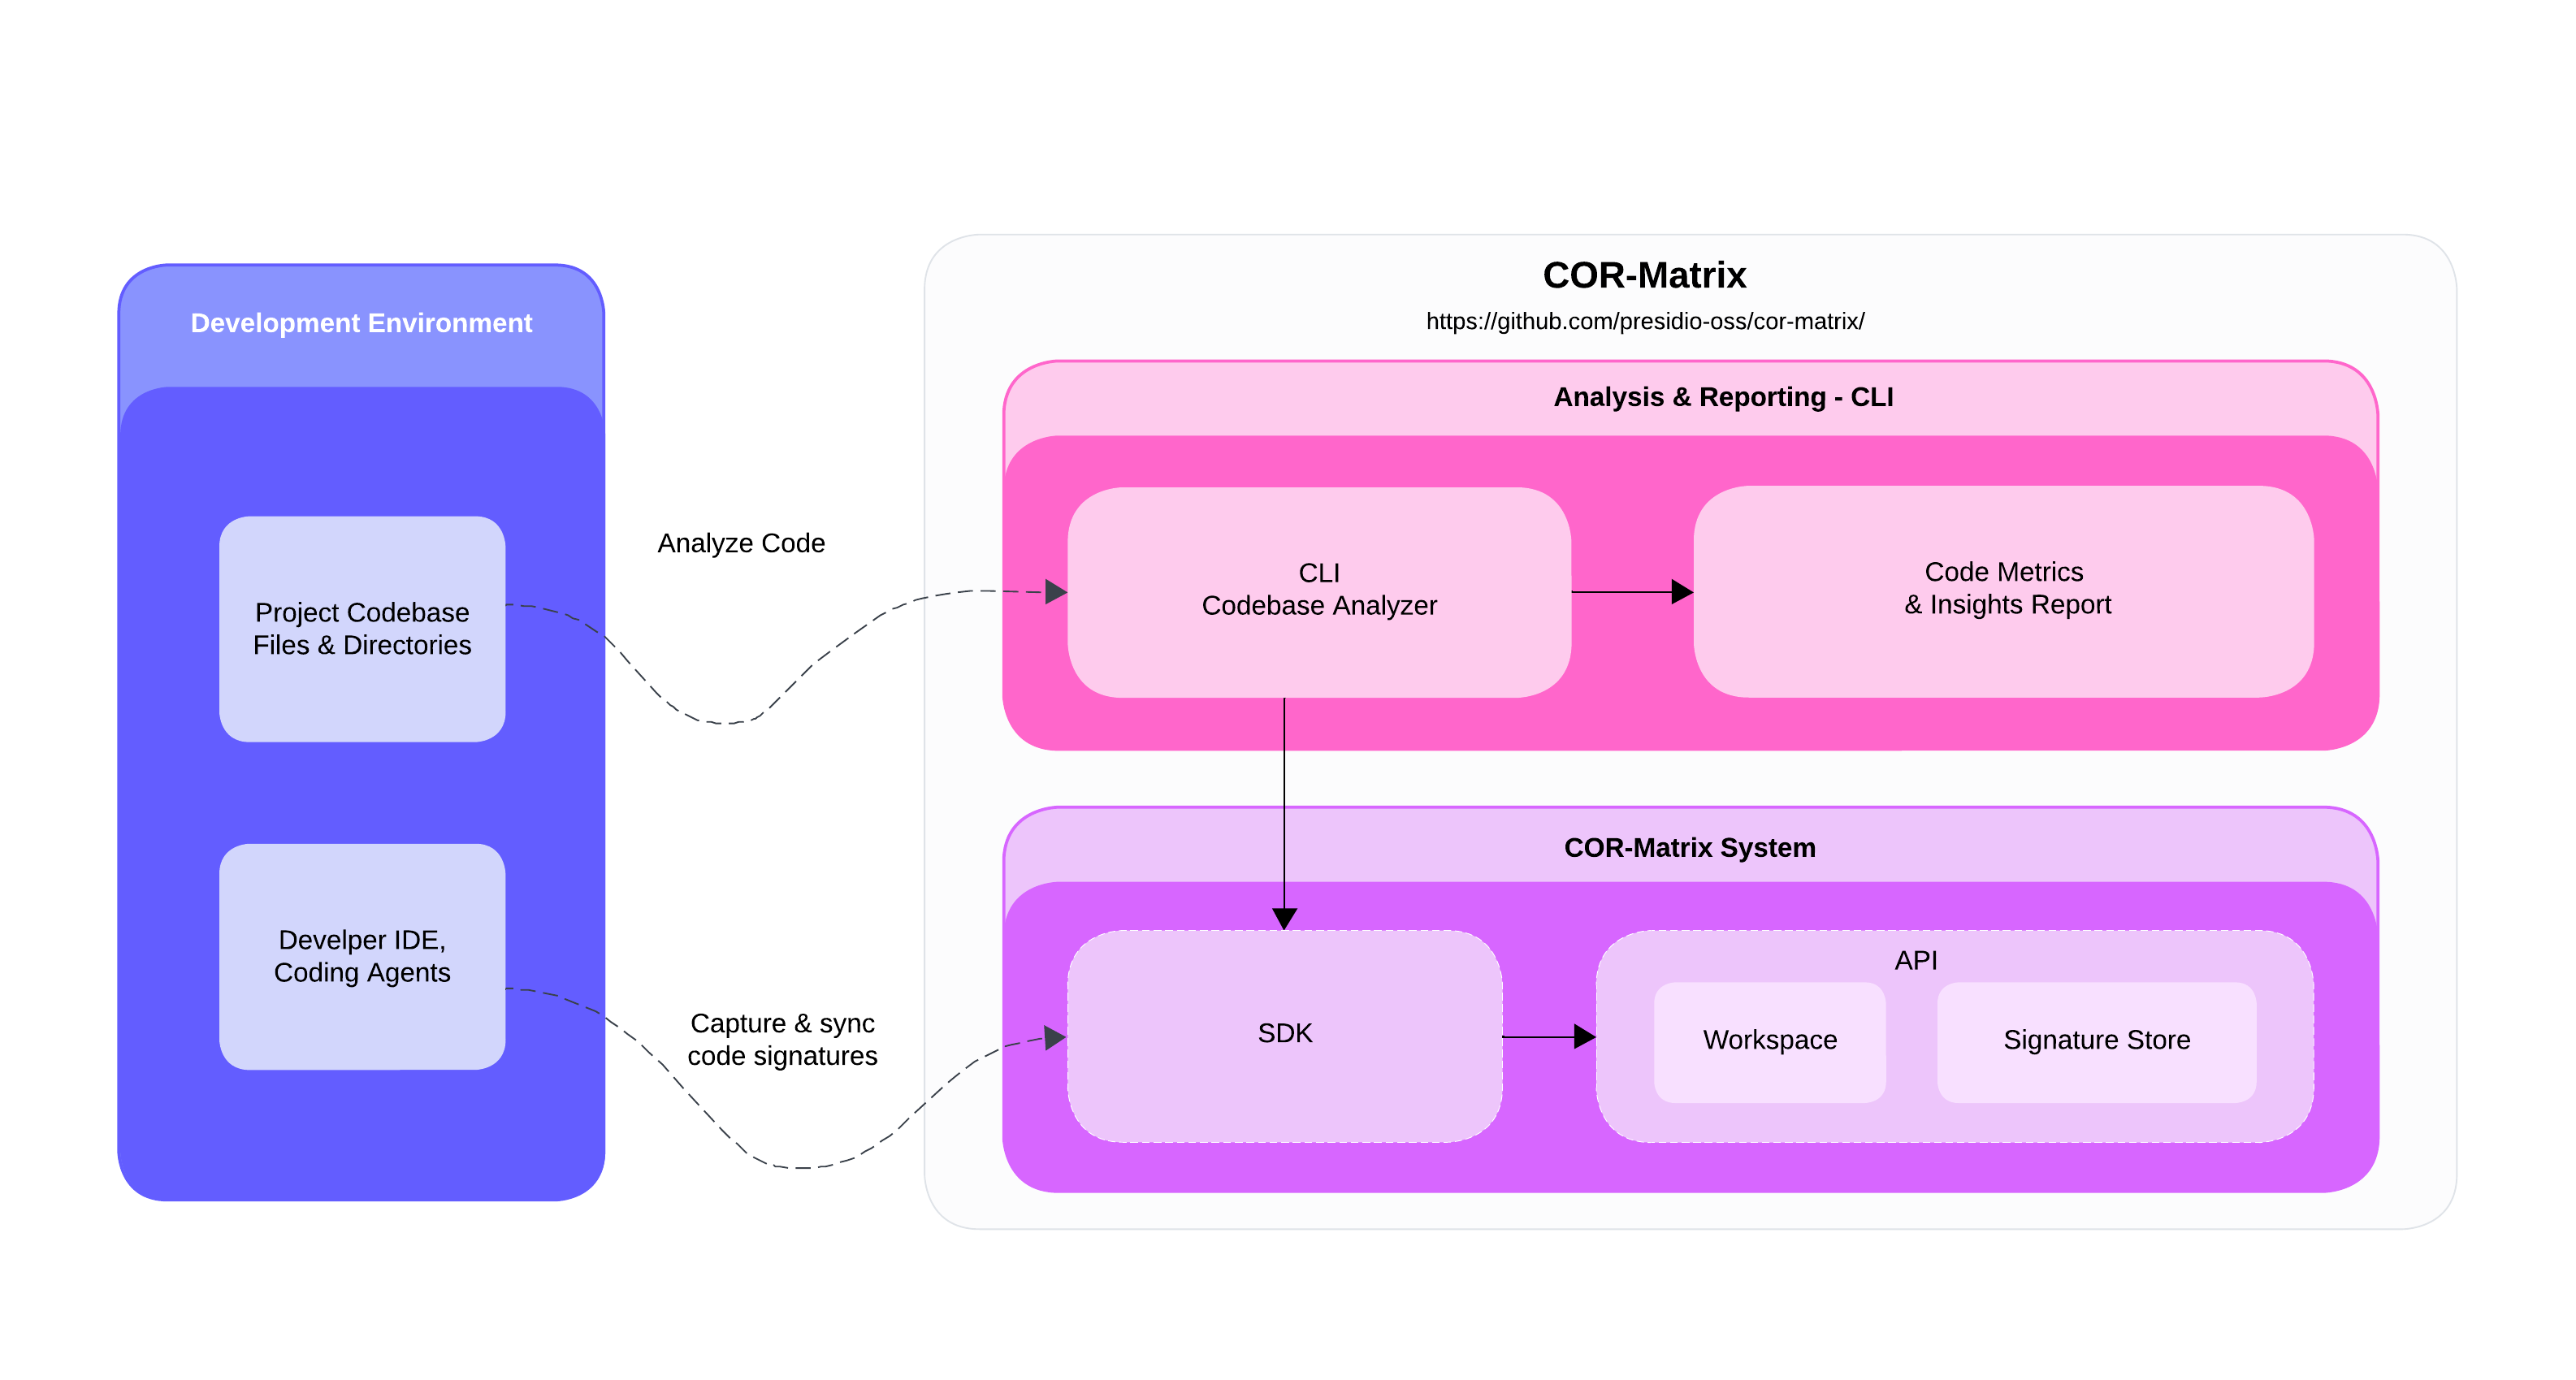 Development Environment
Project Codebase
Files & Directories
Develper IDE,
Coding Agents
Analyze Code
Capture & sync
code signatures
COR-Matrix
https://github.com/presidio-oss/cor-matrix/
Analysis & Reporting - CLI
CLI
Codebase Analyzer
Code Metrics
& Insights Report
COR-Matrix System
SDK
API
Workspace
Signature Store